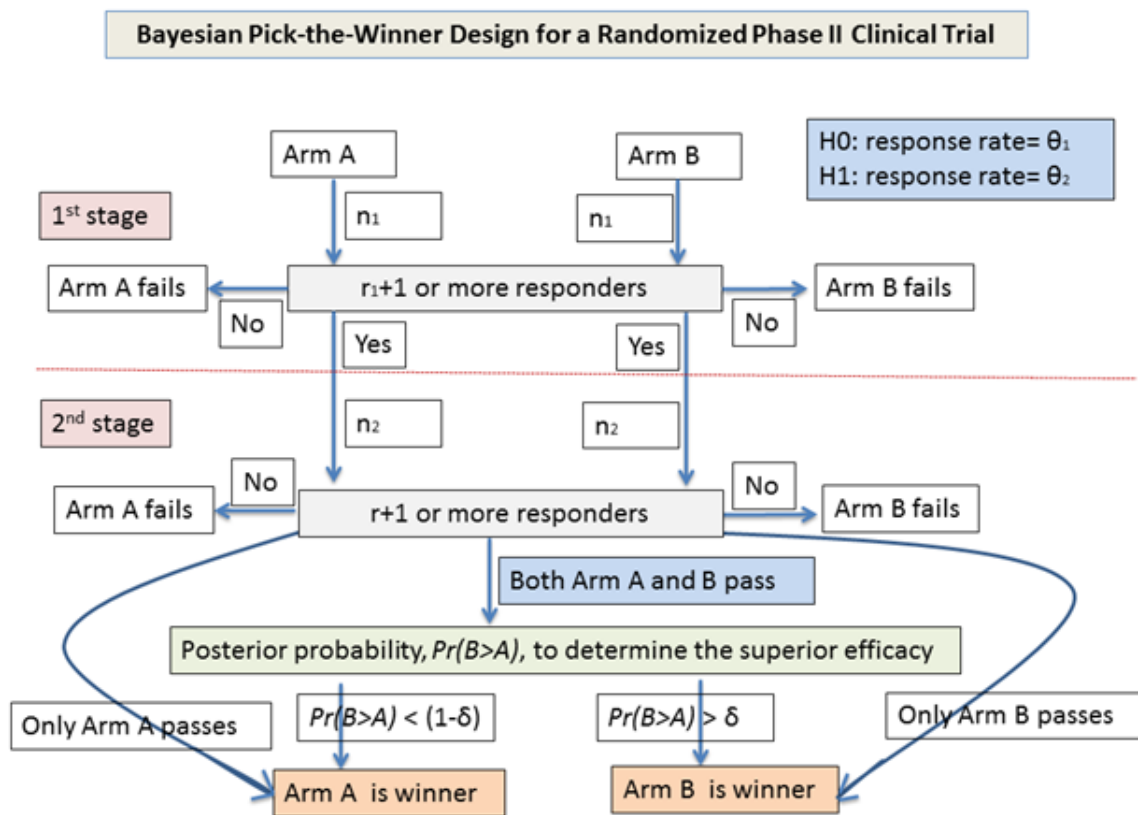 Bayesian Pick-the-Winner Design for a Randomized Phase II Clinical Trial
Arm A
Arm B
H0: response rate= θ₁
H1: response rate= θ₂
1st stage
n₁
n₁
Arm A fails
r₁+1 or more responders
Arm B fails
No
Yes
Yes
No
2nd stage
n₂
n₂
No
No
Arm A fails
r+1 or more responders
Arm B fails
Both Arm A and B pass
Posterior probability, Pr(B>A), to determine the superior efficacy
Only Arm A passes
Pr(B>A) < (1-δ)
Pr(B>A) > δ
Only Arm B passes
Arm A is winner
Arm B is winner